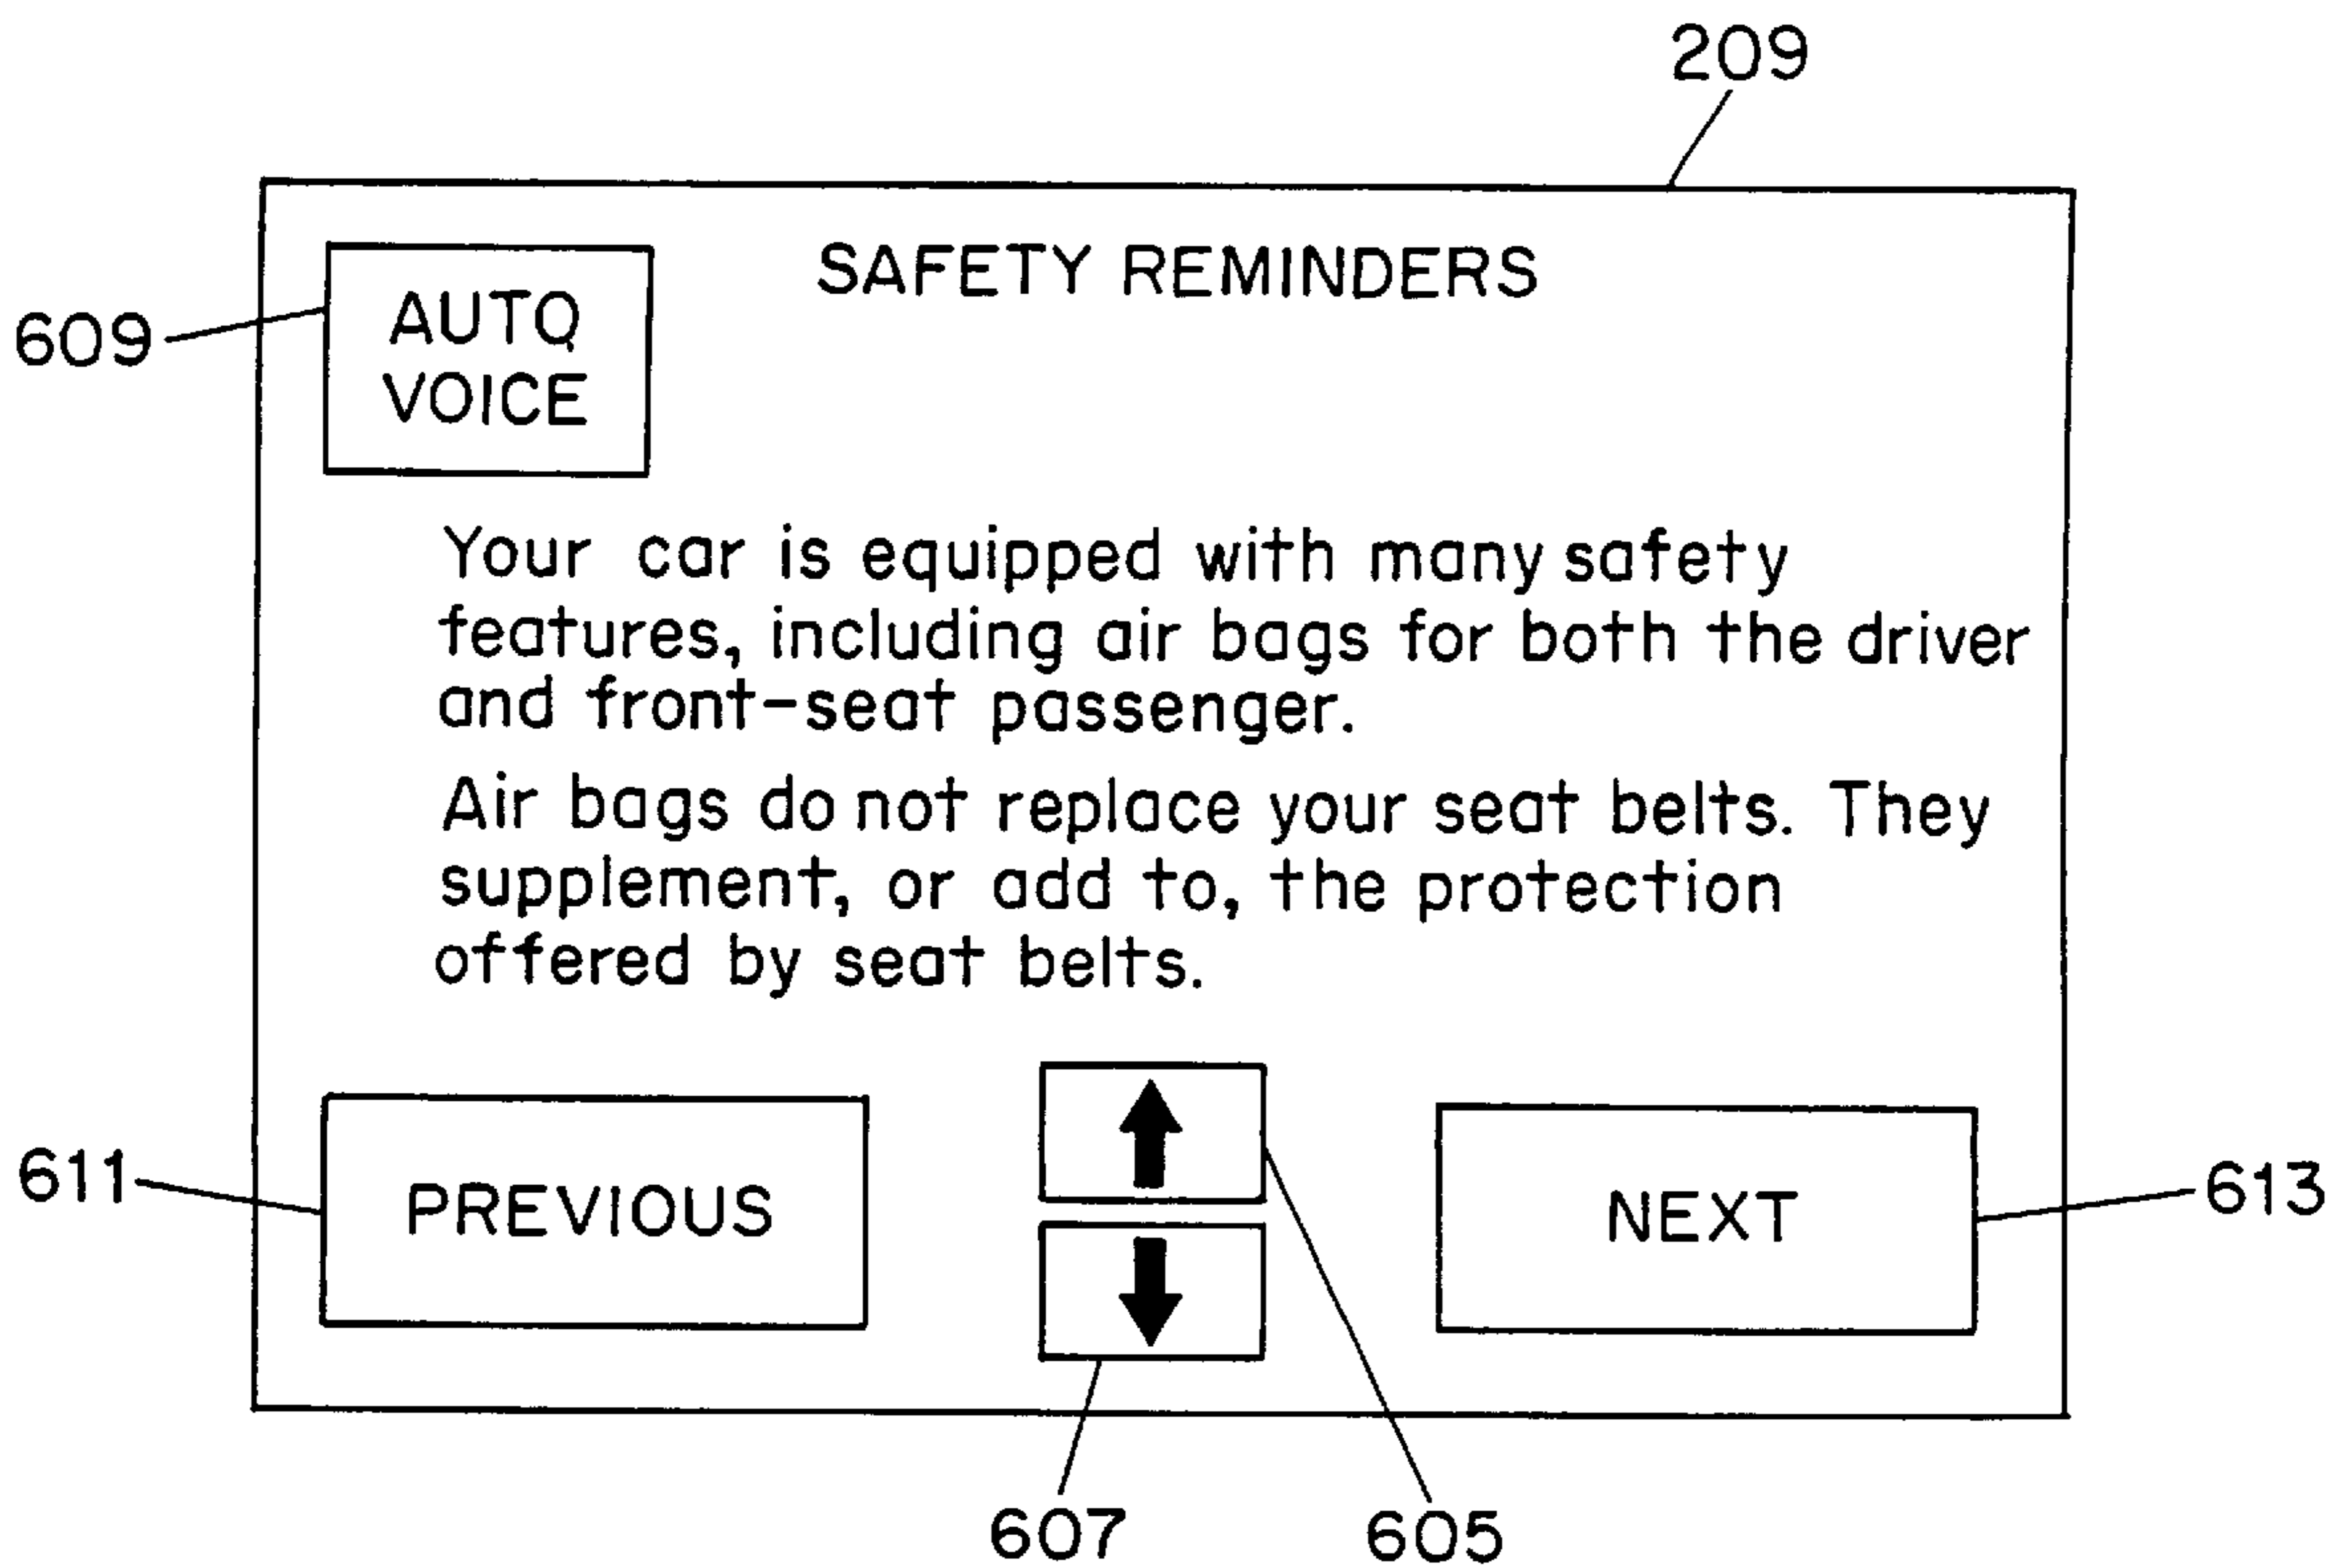 209
SAFETY REMINDERS
609
AUTO
VOICE
Your car is equipped with many safety
features, including air bags for both the driver
and front-seat passenger.
Air bags do not replace your seat belts. They
supplement, or add to, the protection
offered by seat belts.
611
PREVIOUS
NEXT
613
607
605